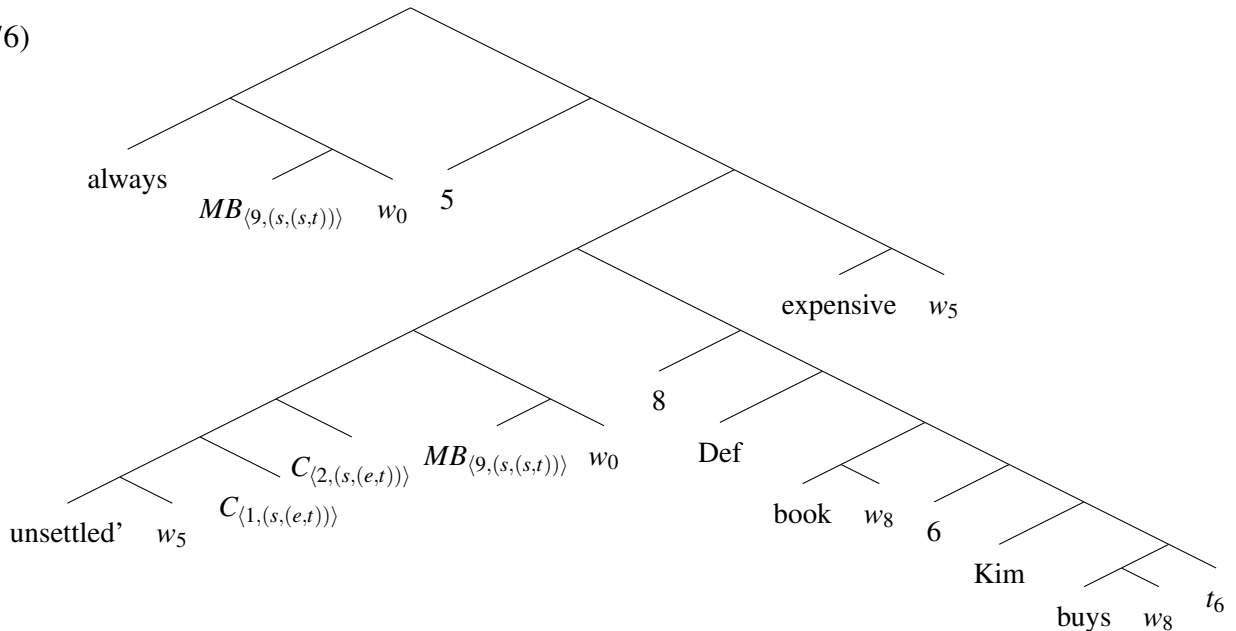 6)
always
MB⟨9,(s,(s,t))⟩ w0 5
expensive w5
8
C⟨2,(s,(e,t))⟩ MB⟨9,(s,(s,t))⟩ w0 Def
unsettled’ w5 C⟨1,(s,(e,t))⟩ book w8 6
Kim
buys w8 t6